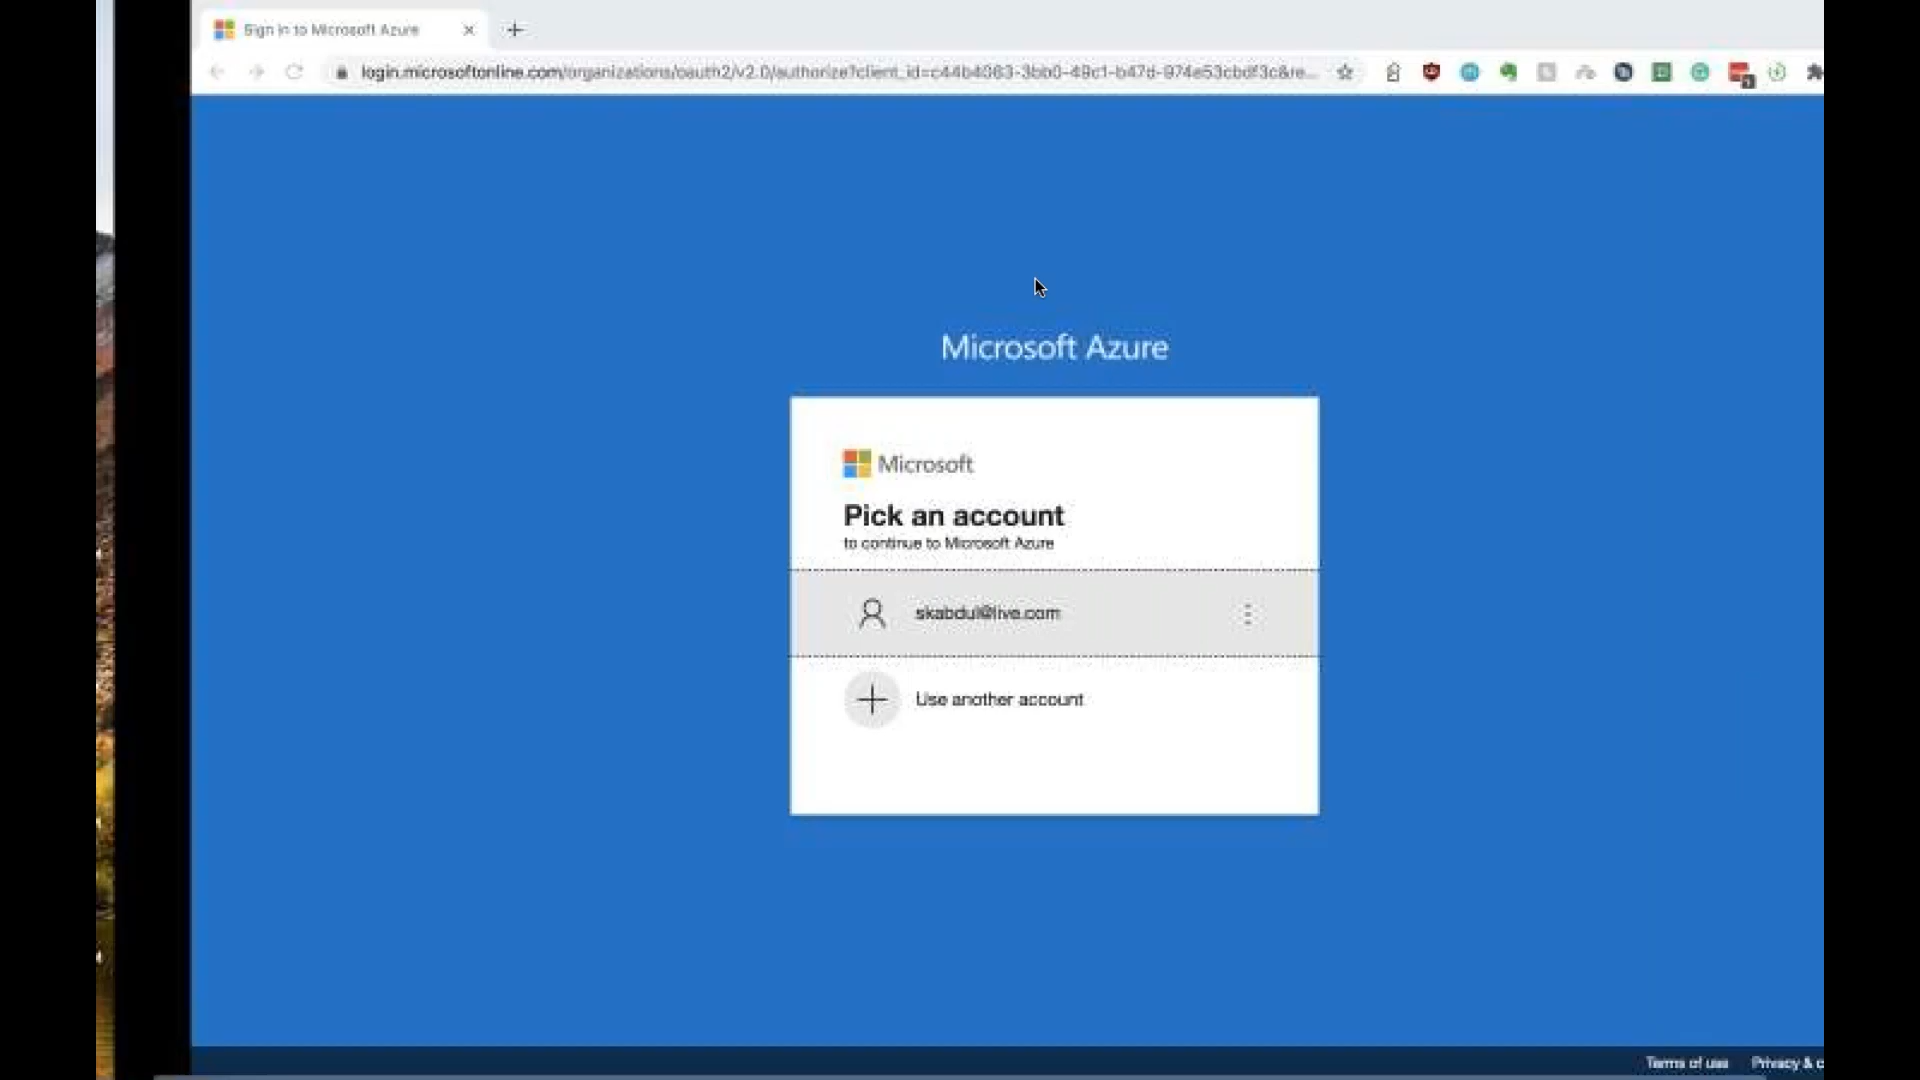 Sign in to Microsoft Azure
login.microsoftonline.com/organizations/oauth2/v2.0/authorize?client_id=c44b4083-3bb0-49c1-b47d-974e53cbdf3c&re...
Microsoft Azure
Microsoft
Pick an account
to continue to Microsoft Azure
skabdul@live.com
Use another account
Terms of use Privacy & c